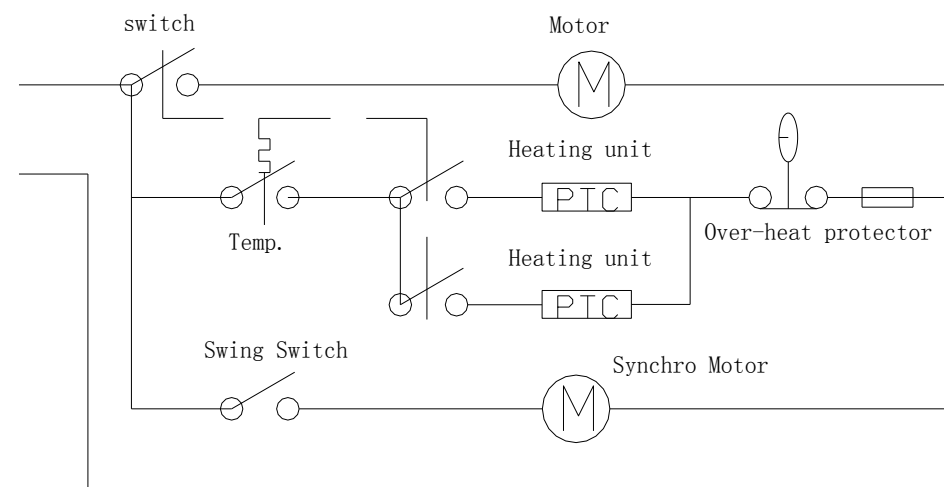 switch
Motor
M
Heating unit
PTC
Temp.
Over-heat protector
Heating unit
PTC
Swing Switch
Synchro Motor
M